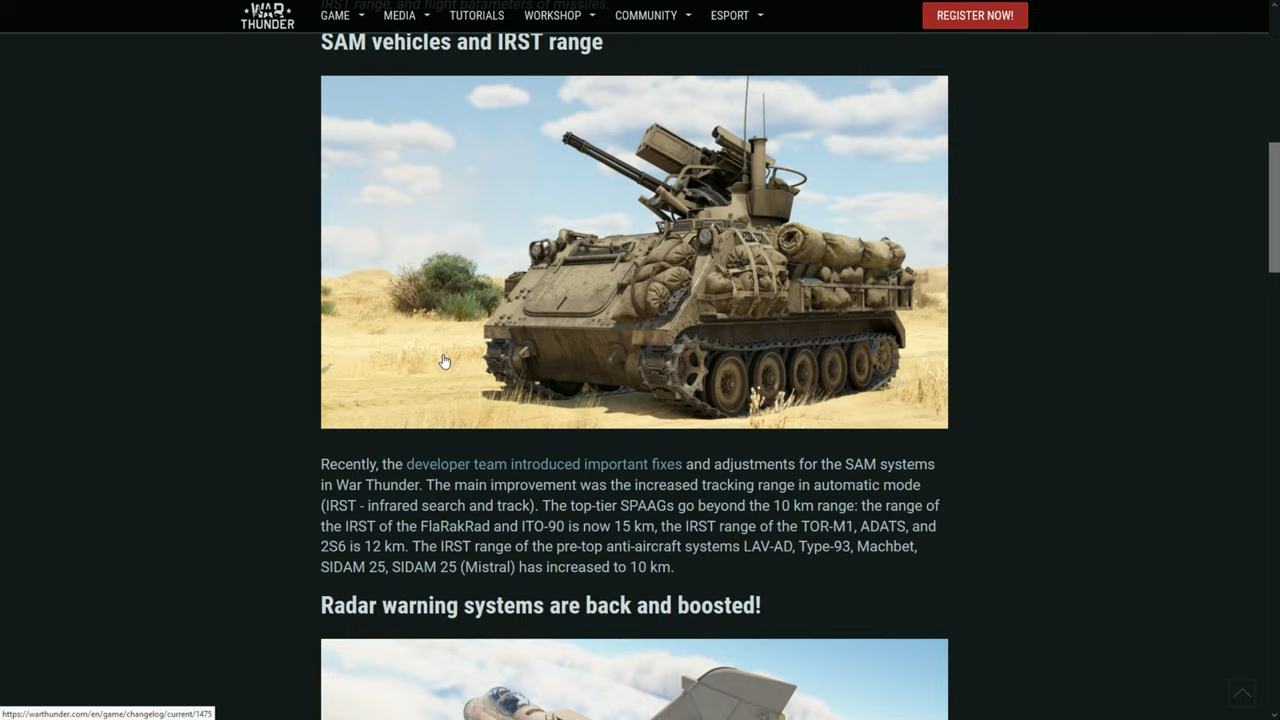 IRST range, and flight parameters of missiles.
WAR THUNDER
GAME
MEDIA
TUTORIALS
WORKSHOP
COMMUNITY
ESPORT
REGISTER NOW!
SAM vehicles and IRST range
Recently, the developer team introduced important fixes and adjustments for the SAM systems
in War Thunder. The main improvement was the increased tracking range in automatic mode
(IRST - infrared search and track). The top-tier SPAAGs go beyond the 10 km range: the range of
the IRST of the FlaRakRad and ITO-90 is now 15 km, the IRST range of the TOR-M1, ADATS, and
2S6 is 12 km. The IRST range of the pre-top anti-aircraft systems LAV-AD, Type-93, Machbet,
SIDAM 25, SIDAM 25 (Mistral) has increased to 10 km.
Radar warning systems are back and boosted!
https://warthunder.com/en/game/changelog/current/1475